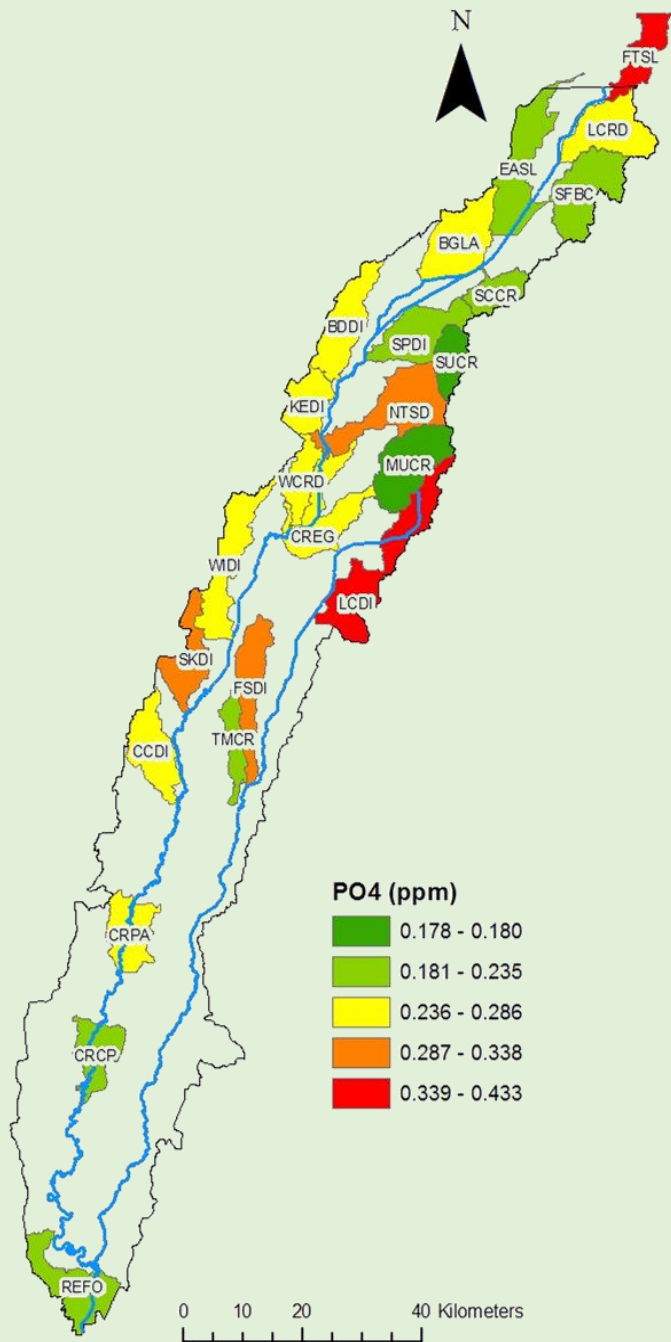 N
FTSL
LCRD
EASL
SFBC
BGLA
SCCR
BDDI
SPDI
SUCR
KEDI
NTSD
MUCR
WCRD
CREG
WIDI
LCDI
SKDI
FSDI
TMCR
CCDI
PO4 (ppm)
0.178 - 0.180
0.181 - 0.235
0.236 - 0.286
0.287 - 0.338
0.339 - 0.433
CRPA
CRCP
REFO
0 10 20 40 Kilometers